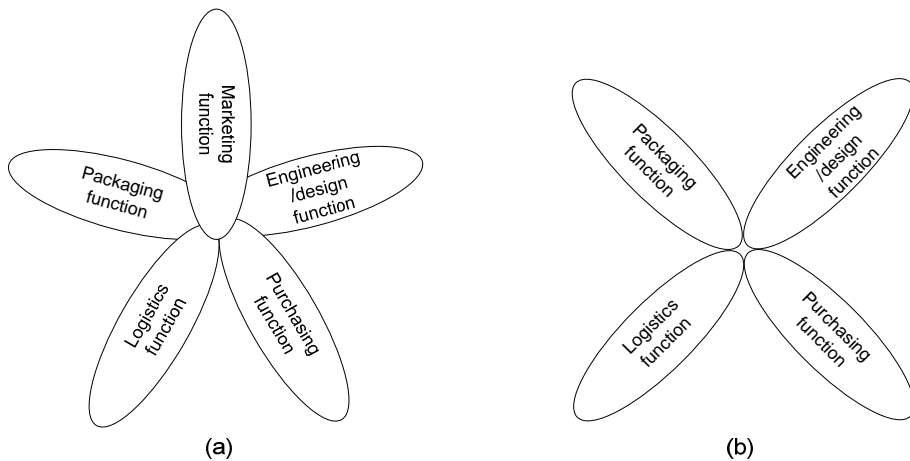 Marketing
function
Packaging
function
Engineering
/design
function
Logistics
function
Purchasing
function
(a)
Packaging
function
Engineering
/design
function
Logistics
function
Purchasing
function
(b)